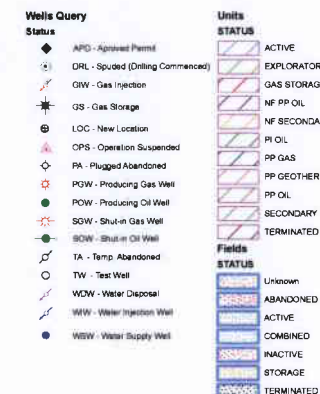 Wells Query
Status
APD - Aproved Permit
DRL - Spuded (Drilling Commenced)
GIW - Gas Injection
GS - Gas Storage
LOC - New Location
OPS - Operation Suspended
PA - Plugged Abandoned
PGW - Producing Gas Well
POW - Producing Oil Well
SGW - Shut-in Gas Well
SOW - Shut-in Oil Well
TA - Temp. Abandoned
TW - Test Well
WDW - Water Disposal
WIW - Water Injection Well
WSW - Water Supply Well
Units
STATUS
ACTIVE
EXPLORATOR
GAS STORAG
NF PP OIL
NF SECONDA
PI OIL
PP GAS
PP GEOTHER
PP OIL
SECONDARY
TERMINATED
Fields
STATUS
Unknown
ABANDONED
ACTIVE
COMBINED
INACTIVE
STORAGE
TERMINATED